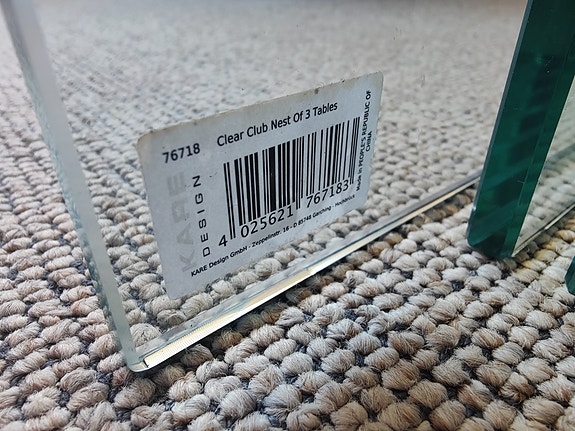 76718 Clear Club Nest Of 3 Tables
KARE
DESIGN
4 025621 767183
Made in PEOPLE'S REPUBLIC OF
CHINA
KARE Design GmbH - Zeppelinstr. 16 - D 85748 Garching - Hochbrück